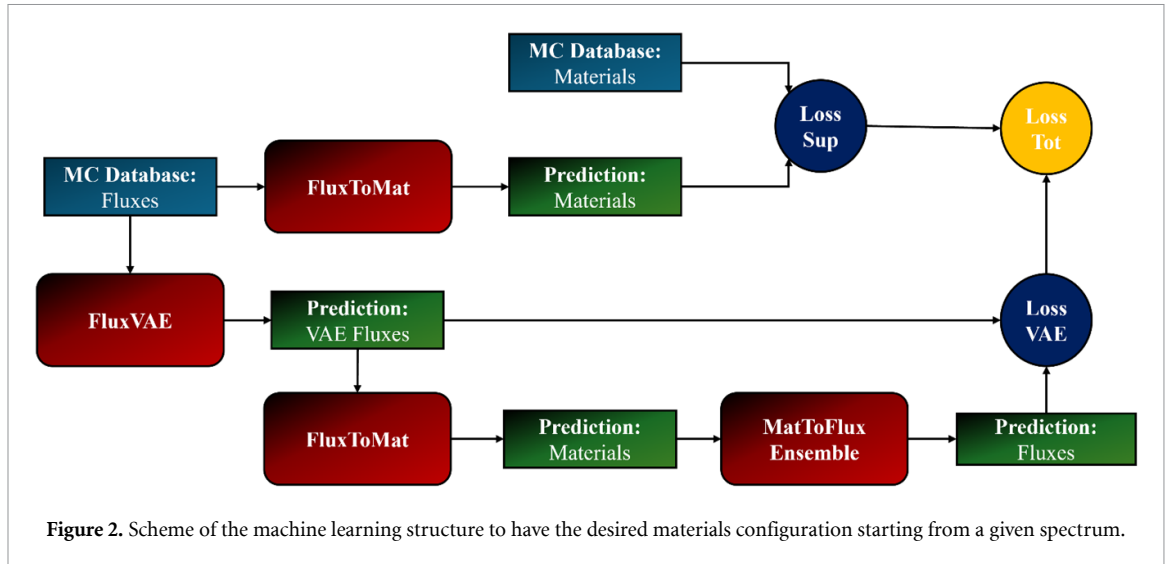 MC Database:
Materials
Loss
Sup
Loss
Tot
MC Database:
Fluxes
FluxToMat
Prediction:
Materials
FluxVAE
Prediction:
VAE Fluxes
Loss
VAE
FluxToMat
Prediction:
Materials
MatToFlux
Ensemble
Prediction:
Fluxes
Figure 2. Scheme of the machine learning structure to have the desired materials configuration starting from a given spectrum.